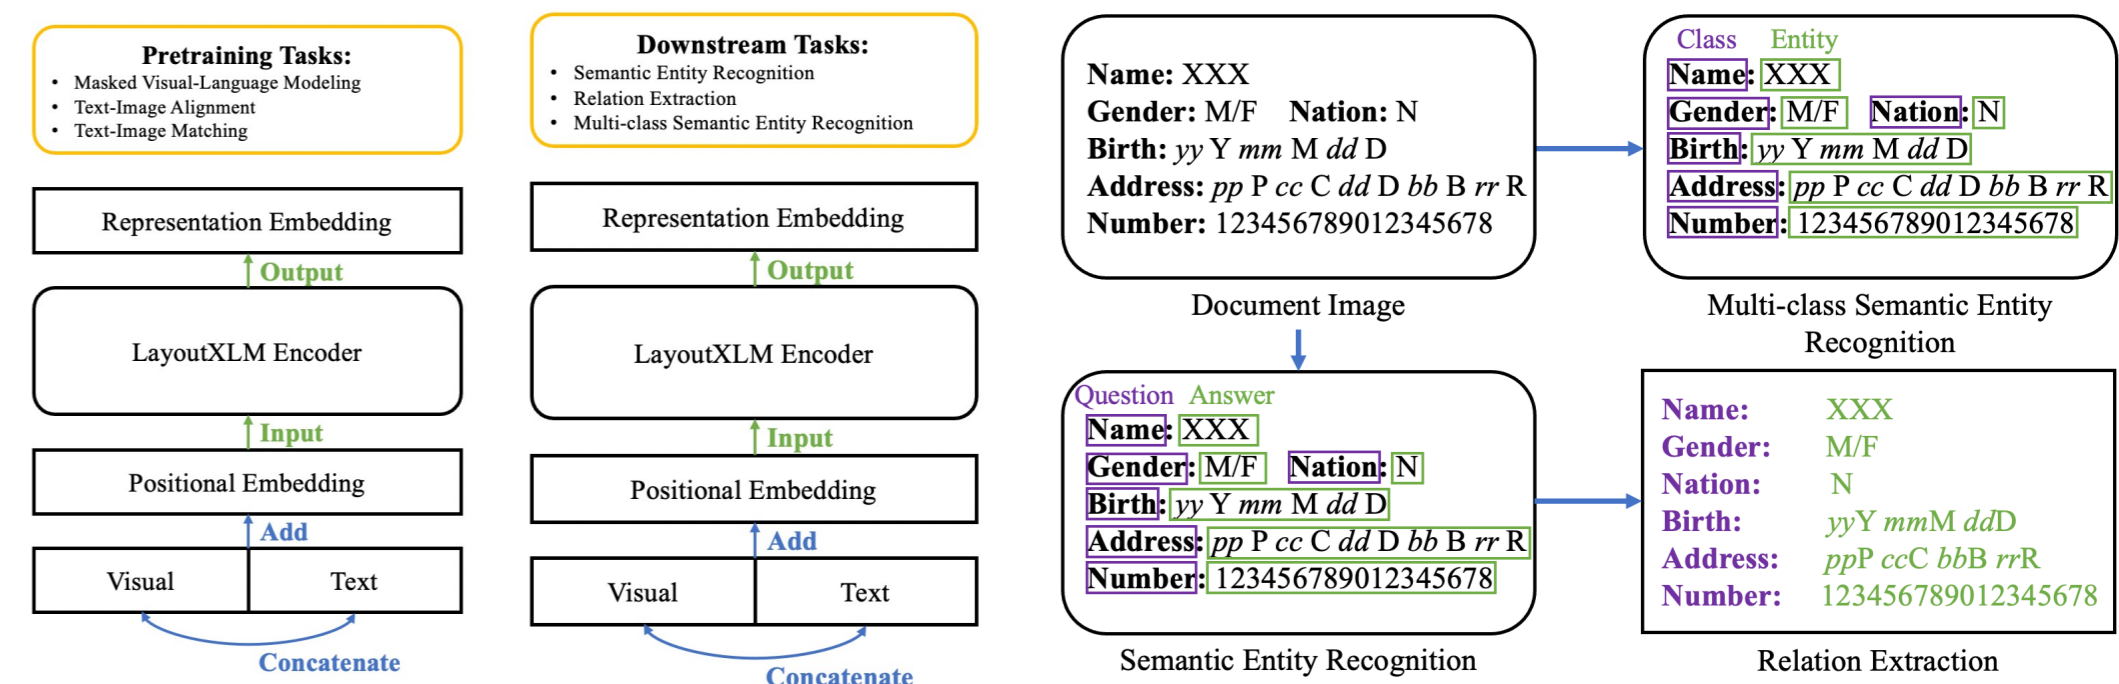 Pretraining Tasks:
• Masked Visual-Language Modeling
• Text-Image Alignment
• Text-Image Matching
Representation Embedding
Output
LayoutXLM Encoder
Input
Positional Embedding
Add
Visual
Text
Concatenate
Downstream Tasks:
• Semantic Entity Recognition
• Relation Extraction
• Multi-class Semantic Entity Recognition
Representation Embedding
Output
LayoutXLM Encoder
Input
Positional Embedding
Add
Visual
Text
Concatenate
Name: XXX
Gender: M/F Nation: N
Birth: yy Y mm M dd D
Address: pp P cc C dd D bb B rr R
Number: 123456789012345678
Document Image
Class Entity
Name: XXX
Gender: M/F Nation: N
Birth: yy Y mm M dd D
Address: pp P cc C dd D bb B rr R
Number: 123456789012345678
Multi-class Semantic Entity
Recognition
Question Answer
Name: XXX
Gender: M/F Nation: N
Birth: yy Y mm M dd D
Address: pp P cc C dd D bb B rr R
Number: 123456789012345678
Semantic Entity Recognition
Name: XXX
Gender: M/F
Nation: N
Birth: yyY mmM ddD
Address: ppP ccC bbB rrR
Number: 123456789012345678
Relation Extraction